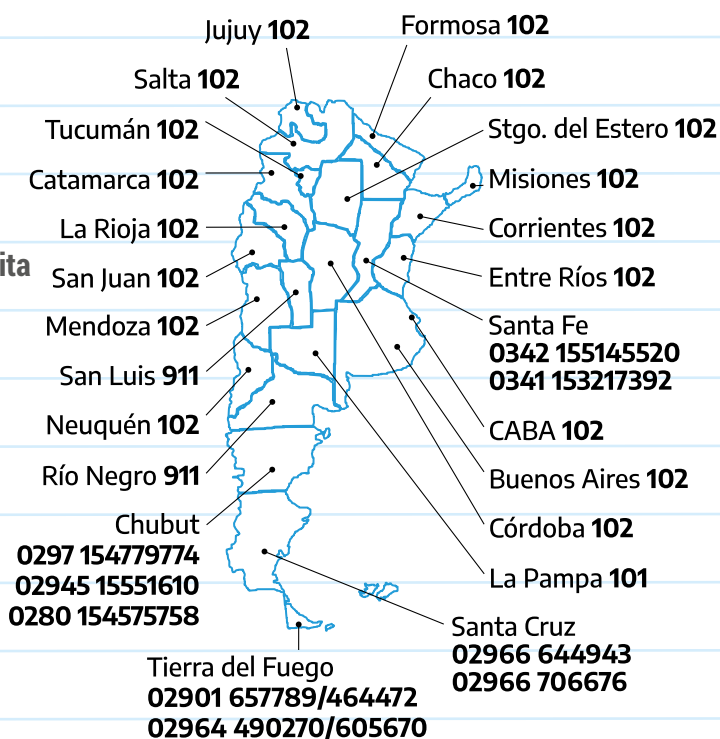 Jujuy 102
Salta 102
Tucumán 102
Catamarca 102
La Rioja 102
ita
San Juan 102
Mendoza 102
San Luis 911
Neuquén 102
Río Negro 911
Chubut
0297 154779774
02945 15551610
0280 154575758
Tierra del Fuego
02901 657789/464472
02964 490270/605670
Formosa 102
Chaco 102
Stgo. del Estero 102
Misiones 102
Corrientes 102
Entre Ríos 102
Santa Fe
0342 155145520
0341 153217392
CABA 102
Buenos Aires 102
Córdoba 102
La Pampa 101
Santa Cruz
02966 644943
02966 706676